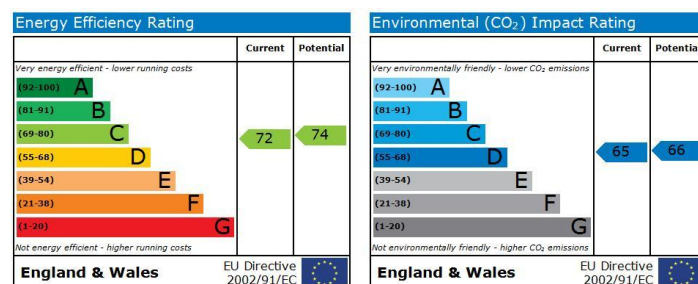 Energy Efficiency Rating
Current Potential
Very energy efficient - lower running costs
(92-100) A
(81-91) B
(69-80) C
72 74
(55-68) D
(39-54) E
(21-38) F
(1-20) G
Not energy efficient - higher running costs
England & Wales
EU Directive
2002/91/EC
Environmental (CO₂) Impact Rating
Current Potential
Very environmentally friendly - lower CO₂ emissions
(92-100) A
(81-91) B
(69-80) C
(55-68) D
65 66
(39-54) E
(21-38) F
(1-20) G
Not environmentally friendly - higher CO₂ emissions
England & Wales
EU Directive
2002/91/EC